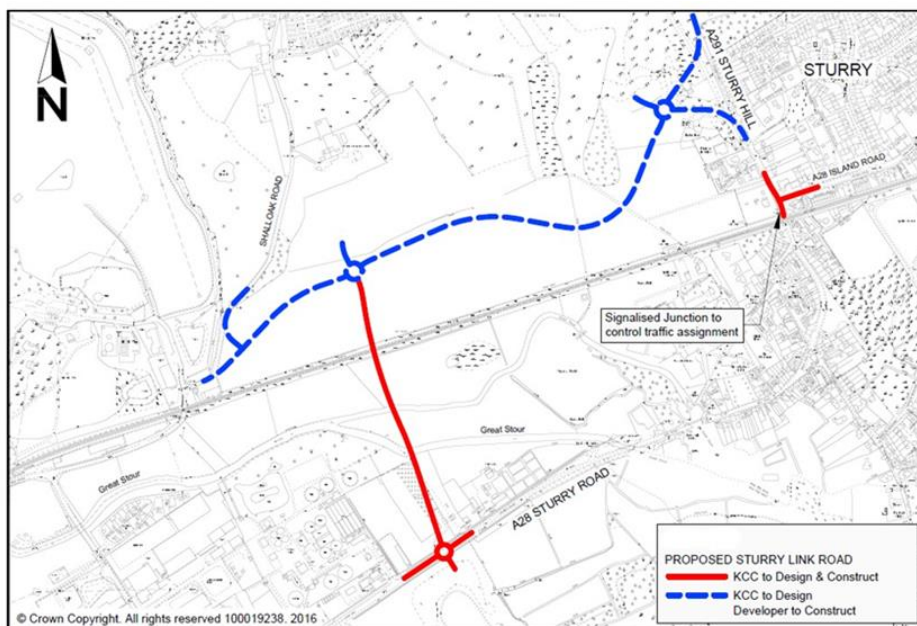 N
A291 STURRY HILL
STURRY
A28 ISLAND ROAD
SHALLOAK ROAD
Signalised Junction to
control traffic assignment
Great Stour
Great Stour
A28 STURRY ROAD
PROPOSED STURRY LINK ROAD
KCC to Design & Construct
KCC to Design
Developer to Construct
© Crown Copyright. All rights reserved 100019238. 2016